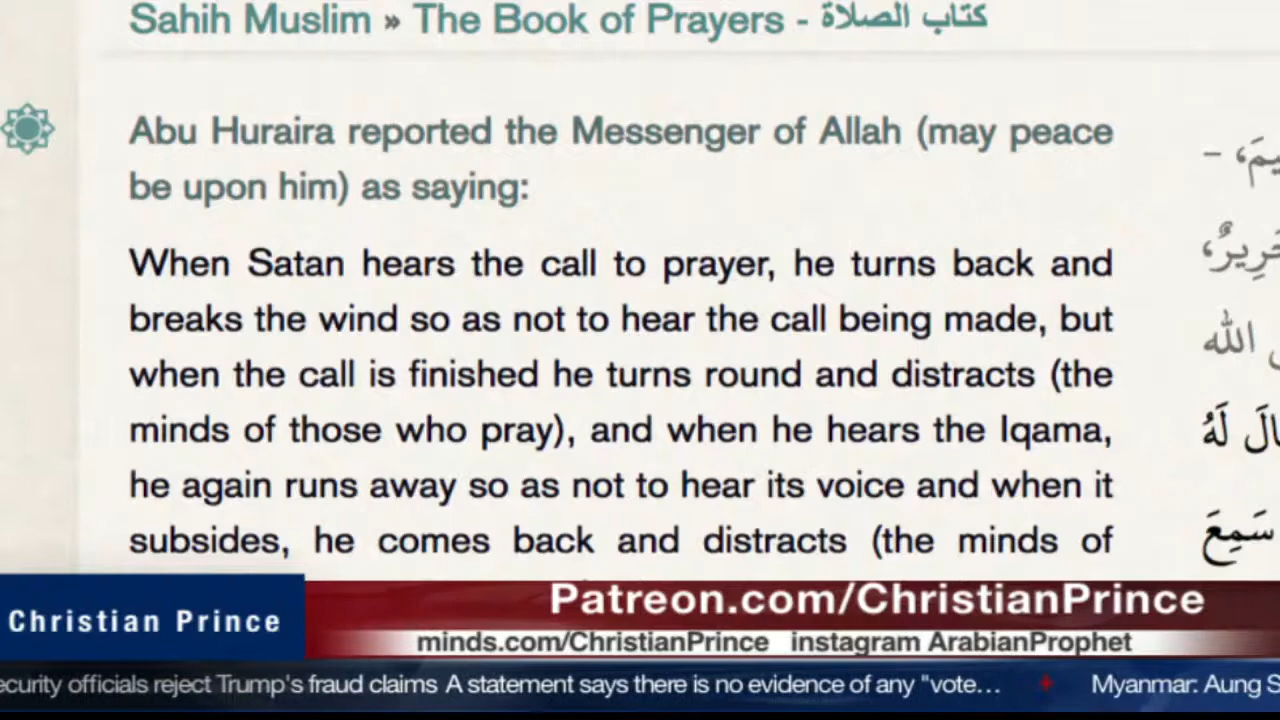 Sahih Muslim » The Book of Prayers - كتاب الصلاة
Abu Huraira reported the Messenger of Allah (may peace
be upon him) as saying:
When Satan hears the call to prayer, he turns back and
breaks the wind so as not to hear the call being made, but
when the call is finished he turns round and distracts (the
minds of those who pray), and when he hears the Iqama,
he again runs away so as not to hear its voice and when it
subsides, he comes back and distracts (the minds of
الله
لَهُ
سَمِعَ
Christian Prince
Patreon.com/ChristianPrince
minds.com/ChristianPrince instagram ArabianProphet
ecurity officials reject Trump's fraud claims A statement says there is no evidence of any "vote… Myanmar: Aung S